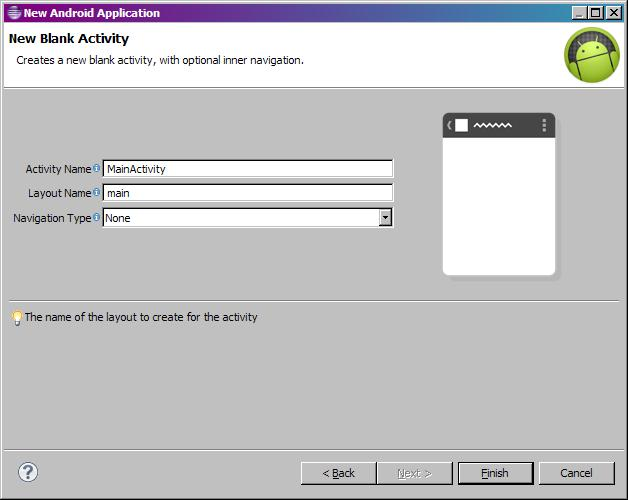 New Android Application
New Blank Activity
Creates a new blank activity, with optional inner navigation.
Activity Name MainActivity
Layout Name main
Navigation Type None
The name of the layout to create for the activity
< Back Next > Finish Cancel